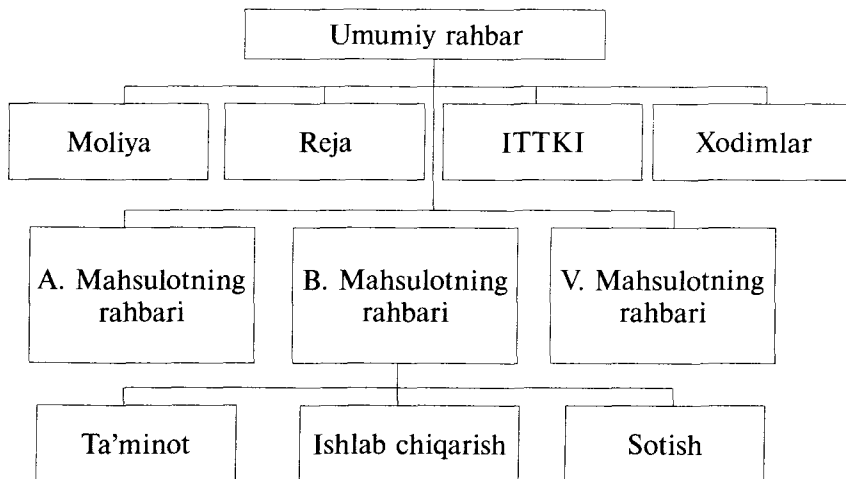 Umumiy rahbar
Moliya
Reja
ITTKI
Xodimlar
A. Mahsulotning
rahbari
B. Mahsulotning
rahbari
V. Mahsulotning
rahbari
Ta'minot
Ishlab chiqarish
Sotish